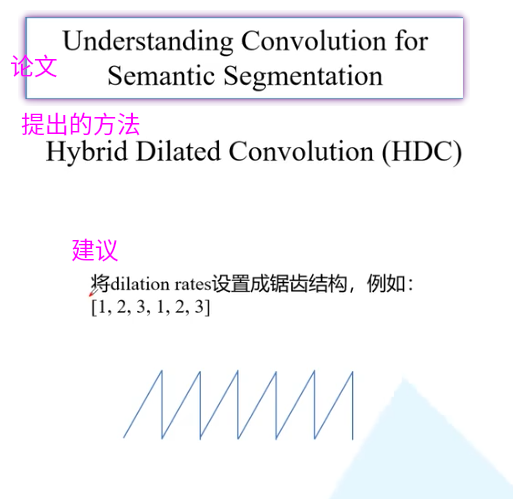 Understanding Convolution for
论文
Semantic Segmentation
提出的方法
Hybrid Dilated Convolution (HDC)
建议
将dilation rates设置成锯齿结构，例如：
[1, 2, 3, 1, 2, 3]